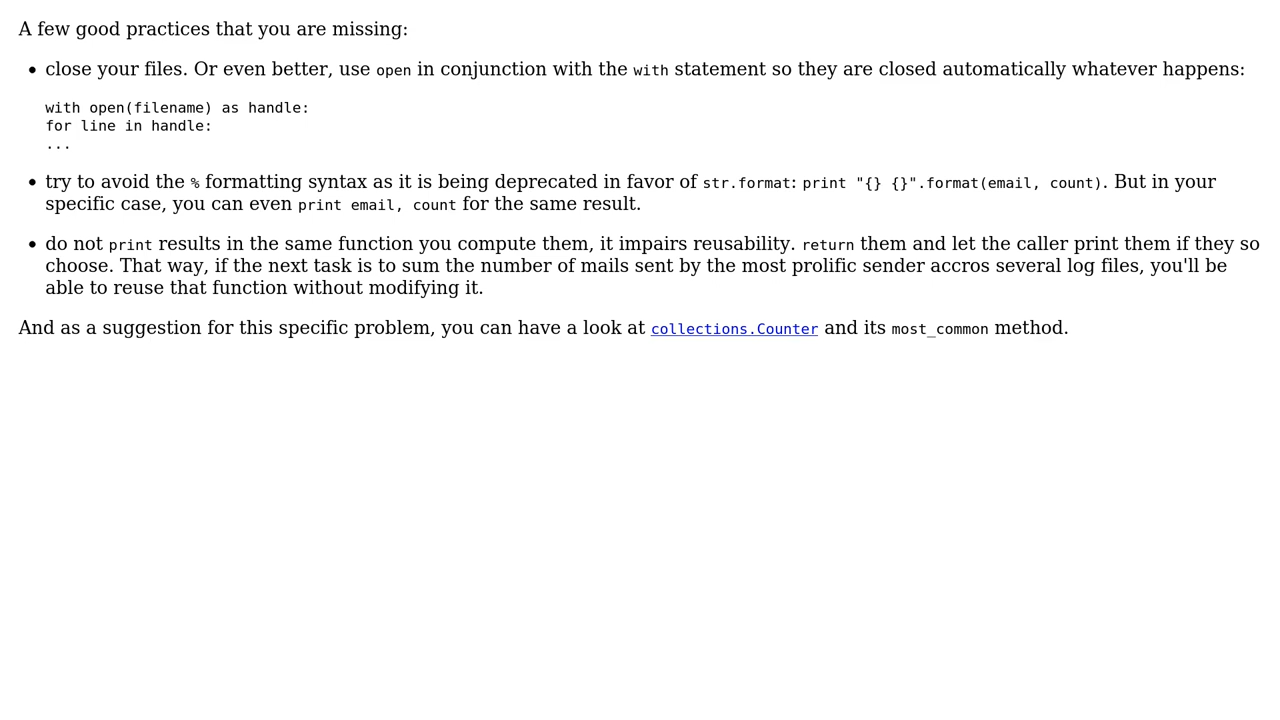 A few good practices that you are missing:
close your files. Or even better, use open in conjunction with the with statement so they are closed automatically whatever happens:
with open(filename) as handle:
for line in handle:
...
try to avoid the % formatting syntax as it is being deprecated in favor of str.format: print "{} {}".format(email, count). But in your
specific case, you can even print email, count for the same result.
do not print results in the same function you compute them, it impairs reusability. return them and let the caller print them if they so
choose. That way, if the next task is to sum the number of mails sent by the most prolific sender accros several log files, you'll be
able to reuse that function without modifying it.
And as a suggestion for this specific problem, you can have a look at collections.Counter and its most_common method.